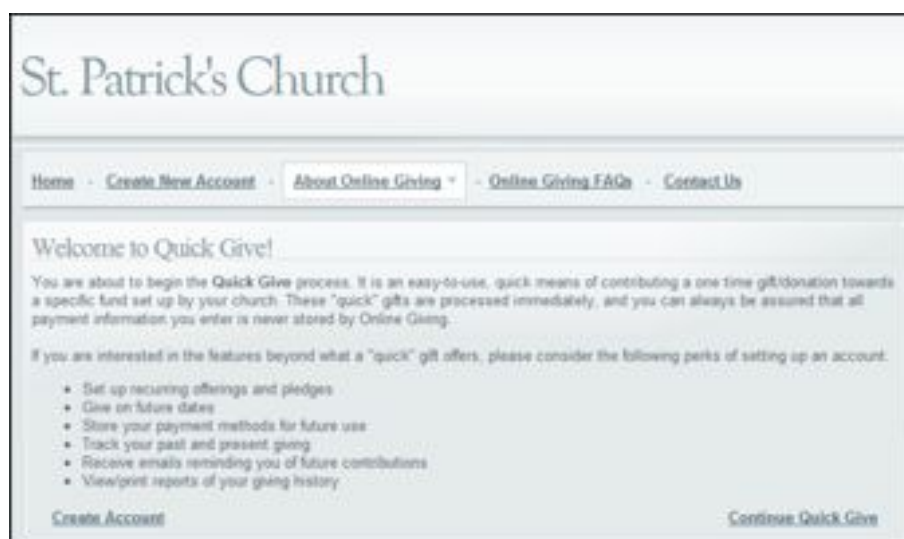 St. Patrick's Church
Home - Create New Account - About Online Giving - Online Giving FAQs - Contact Us
Welcome to Quick Give!
You are about to begin the Quick Give process. It is an easy-to-use, quick means of contributing a one time gift/donation towards
a specific fund set up by your church. These "quick" gifts are processed immediately, and you can always be assured that all
payment information you enter is never stored by Online Giving.
If you are interested in the features beyond what a "quick" gift offers, please consider the following perks of setting up an account.
• Set up recurring offerings and pledges
• Give on future dates
• Store your payment methods for future use
• Track your past and present giving
• Receive emails reminding you of future contributions
• View/print reports of your giving history
Create Account Continue Quick Give